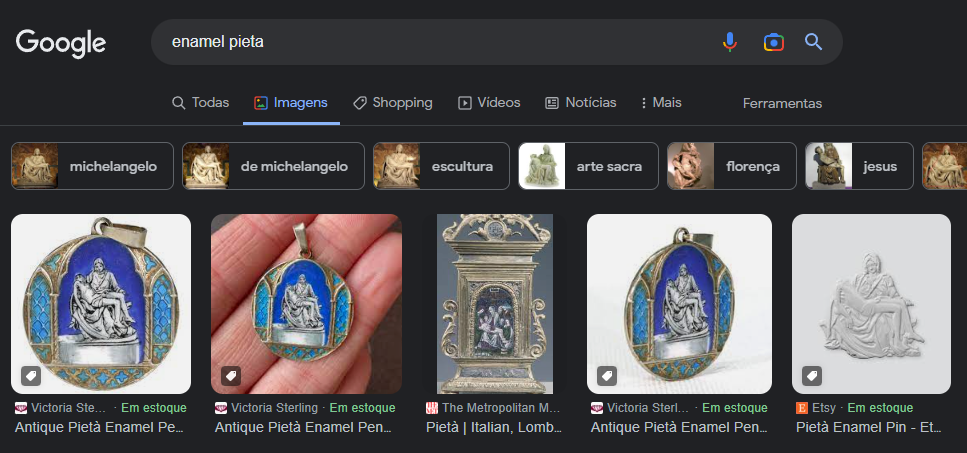 Google
enamel pieta
Todas
Imagens
Shopping
Vídeos
Notícias
Mais
Ferramentas
michelangelo
de michelangelo
escultura
arte sacra
florença
jesus
Victoria Ste... · Em estoque
Antique Pietà Enamel Pe...
Victoria Sterling · Em estoque
Antique Pietà Enamel Pen...
The Metropolitan M...
Pietà | Italian, Lomb...
Victoria Sterl... · Em estoque
Antique Pietà Enamel Pen...
Etsy · Em estoque
Pietà Enamel Pin - Et...